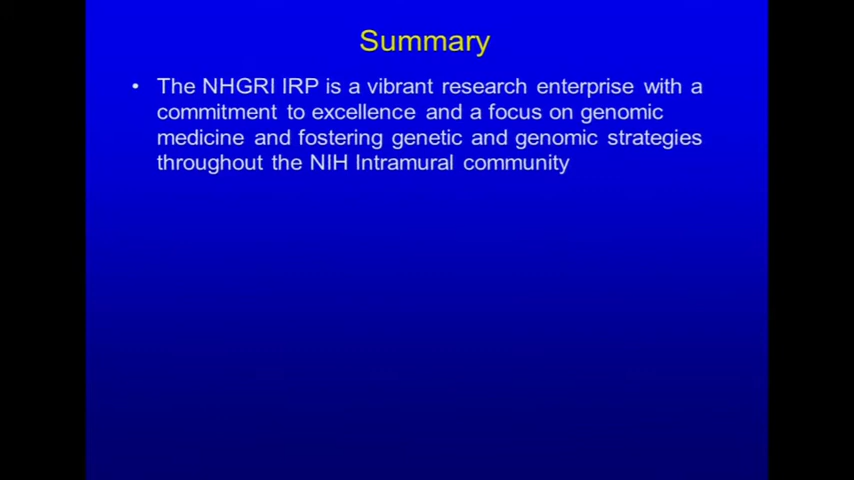 Summary
• The NHGRI IRP is a vibrant research enterprise with a
commitment to excellence and a focus on genomic
medicine and fostering genetic and genomic strategies
throughout the NIH Intramural community